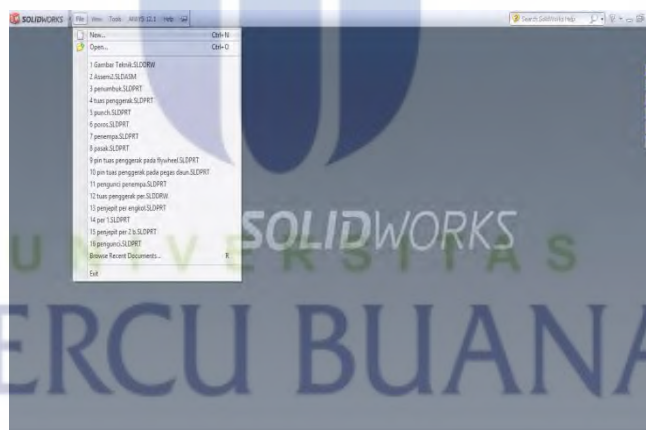 SOLIDWORKS File View Tools ANSYS 12.1 Help Search SolidWorks Help
New... Ctrl+N
Open... Ctrl+O
1 Gambar Teknik.SLDDRW
2 Assem2.SLDASM
3 penumbuk.SLDPRT
4 tuas penggerak.SLDPRT
5 punch.SLDPRT
6 poros.SLDPRT
7 penempa.SLDPRT
8 pasak.SLDPRT
9 pin tuas penggerak pada flywheel.SLDPRT
10 pin tuas penggerak pada pegas daun.SLDPRT
11 pengunci penempa.SLDPRT
12 tuas penggerak per.SLDDRW
13 penjepit per engkol.SLDPRT
14 per 1.SLDPRT
15 penjepit per 2 b.SLDPRT
16 pengunci.SLDPRT
Browse Recent Documents... R
Exit
SOLIDWORKS
UNIVERSITAS
ERCU BUANA